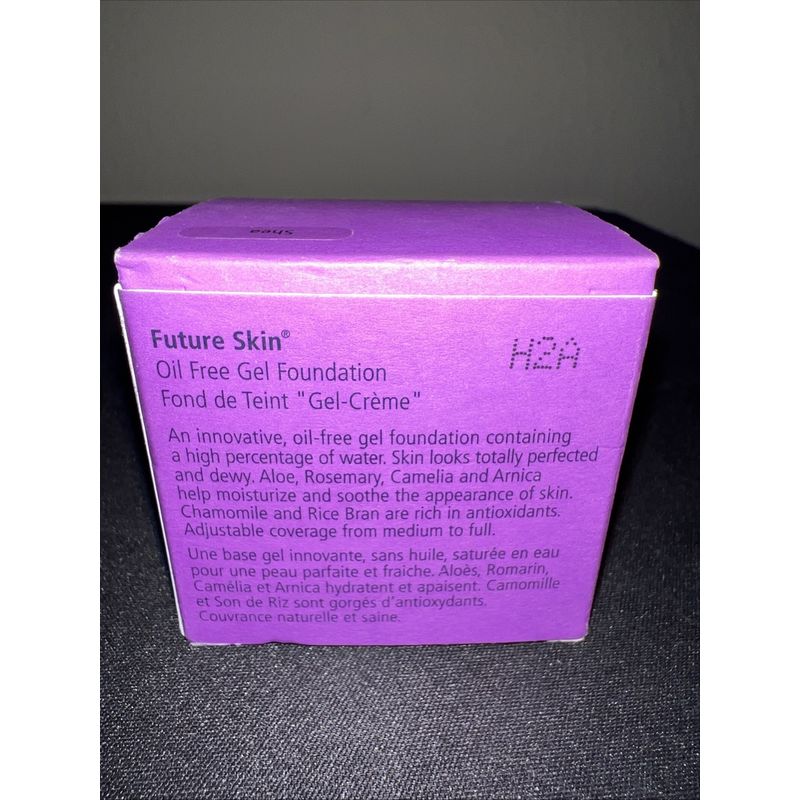 Shea
Future Skin®
H2A
Oil Free Gel Foundation
Fond de Teint "Gel-Crème"
An innovative, oil-free gel foundation containing
a high percentage of water. Skin looks totally perfected
and dewy. Aloe, Rosemary, Camelia and Arnica
help moisturize and soothe the appearance of skin.
Chamomile and Rice Bran are rich in antioxidants.
Adjustable coverage from medium to full.
Une base gel innovante, sans huile, saturée en eau
pour une peau parfaite et fraiche. Aloès, Romarin,
Camélia et Arnica hydratent et apaisent. Camomille
et Son de Riz sont gorgés d'antioxydants.
Couvrance naturelle et saine.